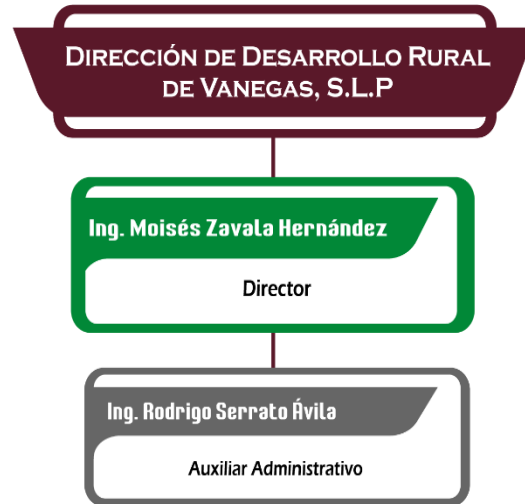 DIRECCIÓN DE DESARROLLO RURAL
DE VANEGAS, S.L.P
Ing. Moisés Zavala Hernández
Director
Ing. Rodrigo Serrato Ávila
Auxiliar Administrativo